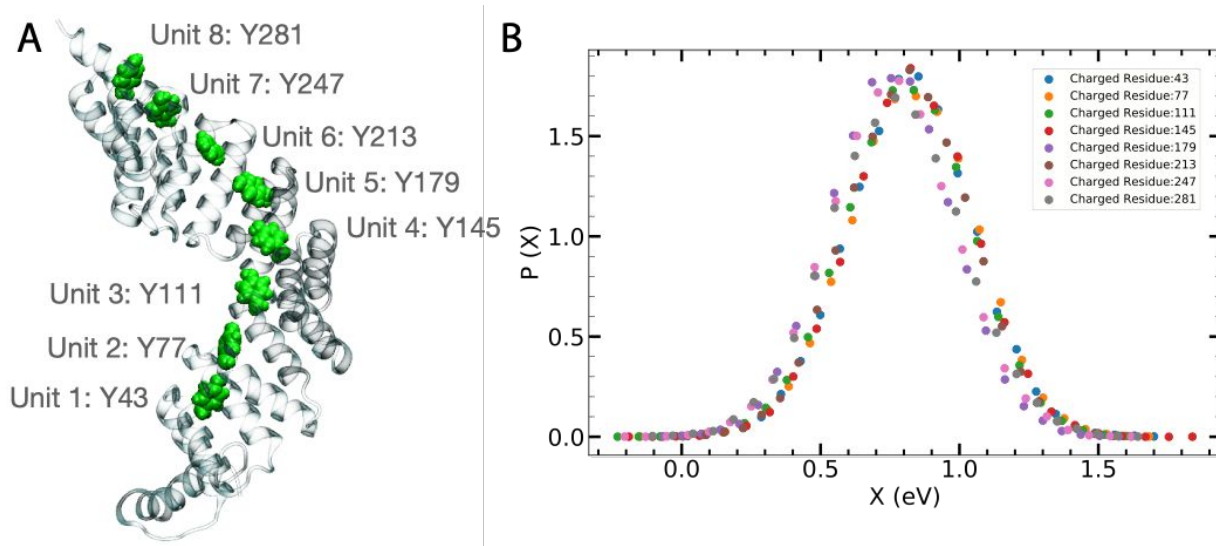 A
Unit 8: Y281
Unit 7: Y247
Unit 6: Y213
Unit 5: Y179
Unit 4: Y145
Unit 3: Y111
Unit 2: Y77
Unit 1: Y43
B
P (X)
1.5
1.0
0.5
0.0
Charged Residue:43
Charged Residue:77
Charged Residue:111
Charged Residue:145
Charged Residue:179
Charged Residue:213
Charged Residue:247
Charged Residue:281
0.0 0.5 1.0 1.5
X (eV)